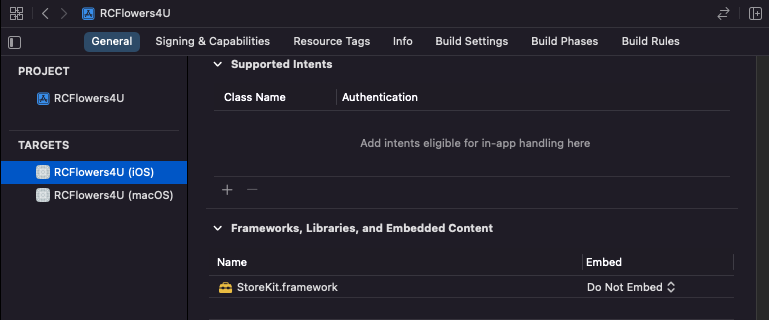 RCFlowers4U
General Signing & Capabilities Resource Tags Info Build Settings Build Phases Build Rules
PROJECT
RCFlowers4U
TARGETS
RCFlowers4U (iOS)
RCFlowers4U (macOS)
Supported Intents
Class Name Authentication
Add intents eligible for in-app handling here
Frameworks, Libraries, and Embedded Content
Name Embed
StoreKit.framework Do Not Embed